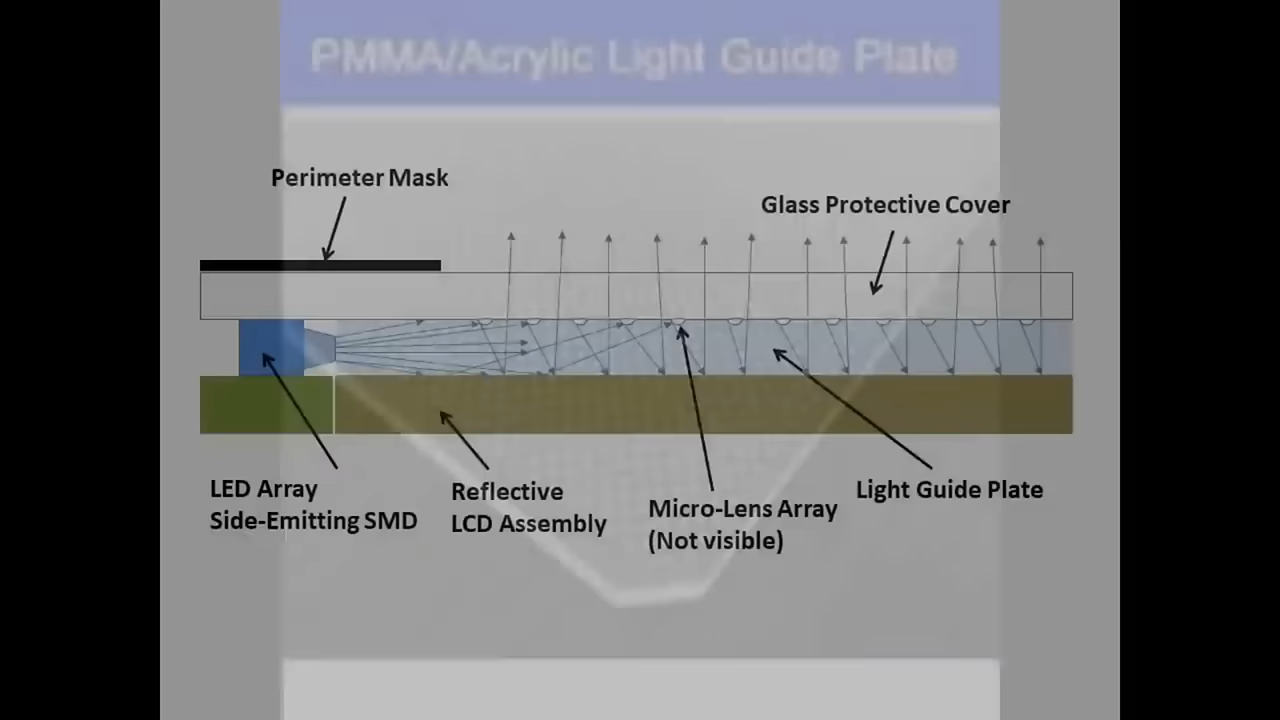 PMMA/Acrylic Light Guide Plate
Perimeter Mask
Glass Protective Cover
LED Array
Side-Emitting SMD
Reflective
LCD Assembly
Micro-Lens Array
(Not visible)
Light Guide Plate